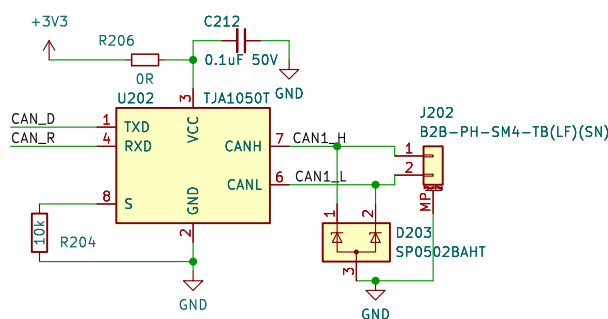 +3V3
R206
0R
C212
0.1uF 50V
GND
U202
TJA1050T
3
VCC
CAN_D
1
TXD
CAN_R
4
RXD
CANH
7
CAN1_H
CANL
6
CAN1_L
8
S
GND
2
10k
R204
GND
J202
B2B-PH-SM4-TB(LF)(SN)
1
2
MP
1
2
D203
SP0502BAHT
3
GND